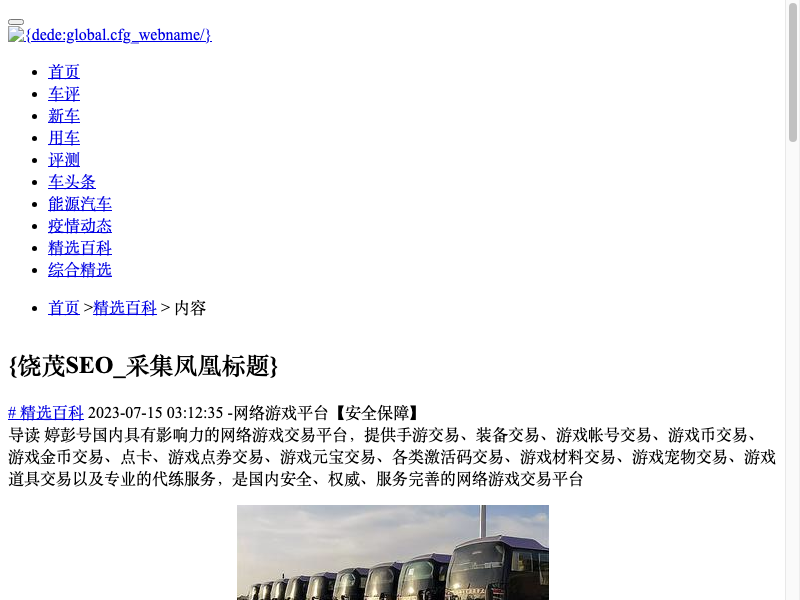 {dede:global.cfg_webname/}
首页
车评
新车
用车
评测
车头条
能源汽车
疫情动态
精选百科
综合精选
首页 >精选百科 > 内容
{饶茂SEO_采集凤凰标题}
# 精选百科 2023-07-15 03:12:35 -网络游戏平台【安全保障】
导读 婷彭号国内具有影响力的网络游戏交易平台，提供手游交易、装备交易、游戏帐号交易、游戏币交易、
游戏金币交易、点卡、游戏点券交易、游戏元宝交易、各类激活码交易、游戏材料交易、游戏宠物交易、游戏
道具交易以及专业的代练服务，是国内安全、权威、服务完善的网络游戏交易平台